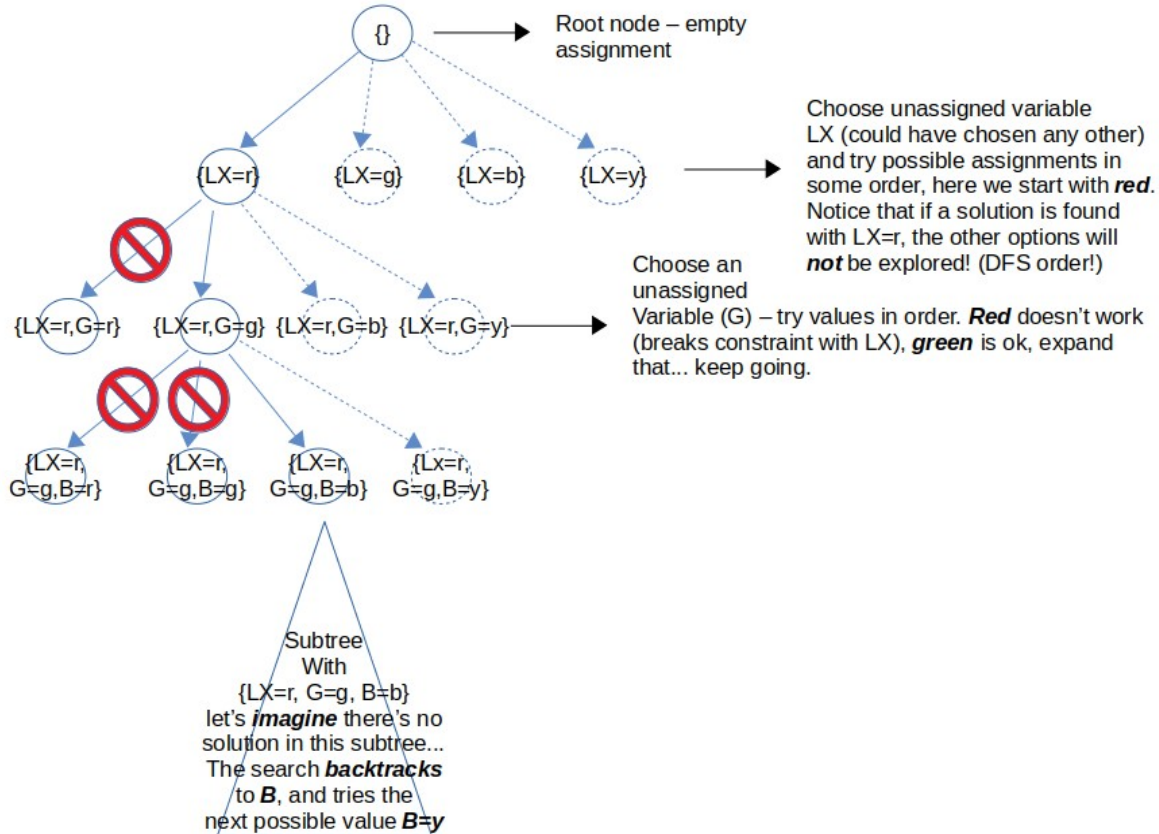 {}
Root node – empty
assignment
{LX=r}
{LX=g}
{LX=b}
{LX=y}
Choose unassigned variable
LX (could have chosen any other)
and try possible assignments in
some order, here we start with red.
Notice that if a solution is found
with LX=r, the other options will
not be explored! (DFS order!)
{LX=r,G=r}
{LX=r,G=g}
{LX=r,G=b}
{LX=r,G=y}
Choose an
unassigned
Variable (G) – try values in order. Red doesn’t work
(breaks constraint with LX), green is ok, expand
that... keep going.
{LX=r,
G=g,B=r}
{LX=r,
G=g,B=g}
{LX=r,
G=g,B=b}
{Lx=r,
G=g,B=y}
Subtree
With
{LX=r, G=g, B=b}
let’s imagine there’s no
solution in this subtree...
The search backtracks
to B, and tries the
next possible value B=y